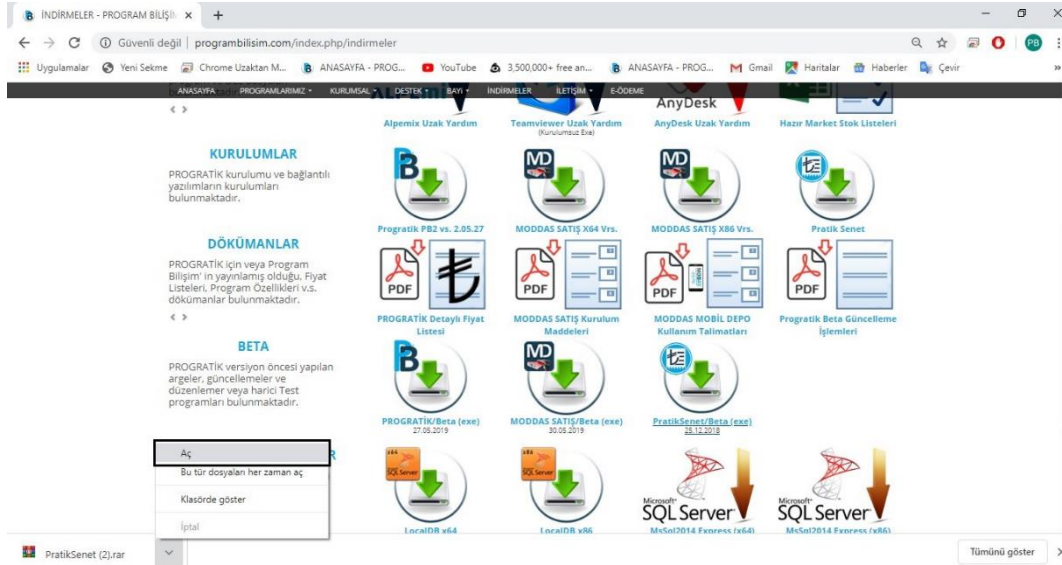 İNDİRMELER - PROGRAM BİLİŞİ
Güvenli değil | programbilisim.com/index.php/indirmeler
PB
Uygulamalar Yeni Sekme Chrome Uzaktan M... ANASAYFA - PROG... YouTube 3,500,000+ free an... ANASAYFA - PROG... Gmail Haritalar Haberler Çevir
ANASAYFA PROGRAMLARIMIZ KURUMSAL DESTEK BAYİ İNDİRMELER İLETİŞİM E-ÖDEME
AnyDesk
Alpemix Uzak Yardım
Teamviewer Uzak Yardım
(Kurulumsuz Exe)
AnyDesk Uzak Yardım
Hazır Market Stok Listeleri
KURULUMLAR
PROGRATİK kurulumu ve bağlantılı
yazılımların kurulumları
bulunmaktadır.
B
MD
MD
Progratik PB2 vs. 2.05.27
MODDAS SATIŞ X64 Vrs.
MODDAS SATIŞ X86 Vrs.
Pratik Senet
DÖKÜMANLAR
PROGRATİK için veya Program
Bilişim' in yayınlamış olduğu, Fiyat
Listeleri, Program Özellikleri v.s.
dökümanlar bulunmaktadır.
PDF
PDF
PDF
PDF
PROGRATİK Detaylı Fiyat
Listesi
MODDAS SATIŞ Kurulum
Maddeleri
MODDAS MOBİL DEPO
Kullanım Talimatları
Progratik Beta Güncelleme
İşlemleri
BETA
PROGRATİK versiyon öncesi yapılan
argeler, güncellemeler ve
düzenlemer veya harici Test
programları bulunmaktadır.
B
MD
PROGRATİK/Beta (exe)
27.05.2019
MODDAS SATIŞ/Beta (exe)
30.05.2019
PratikSenet/Beta (exe)
25.12.2018
R
Aç
Bu tür dosyaları her zaman aç
Klasörde göster
İptal
x64
SQL Server
x86
SQL Server
Microsoft
SQL Server
Microsoft
SQL Server
LocalDB x64
LocalDB x86
MsSql2014 Express (x64)
MsSql2014 Express (x86)
PratikSenet (2).rar
Tümünü göster